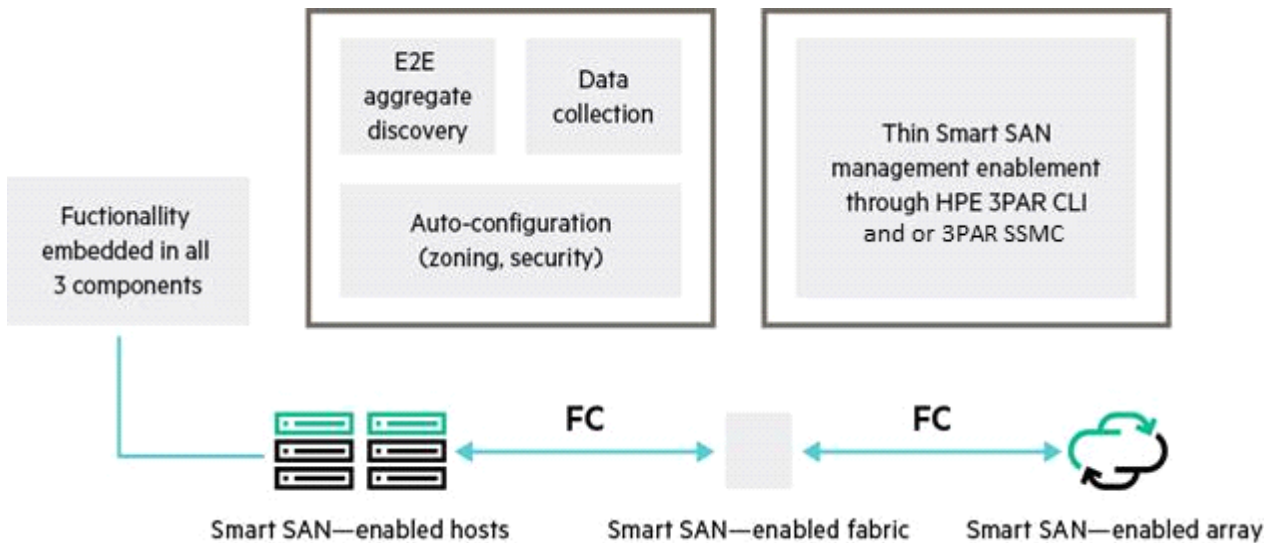 E2E
aggregate
discovery
Data
collection
Auto-configuration
(zoning, security)
Thin Smart SAN
management enablement
through HPE 3PAR CLI
and or 3PAR SSMC
Fuctionallity
embedded in all
3 components
FC
FC
Smart SAN—enabled hosts
Smart SAN—enabled fabric
Smart SAN—enabled array